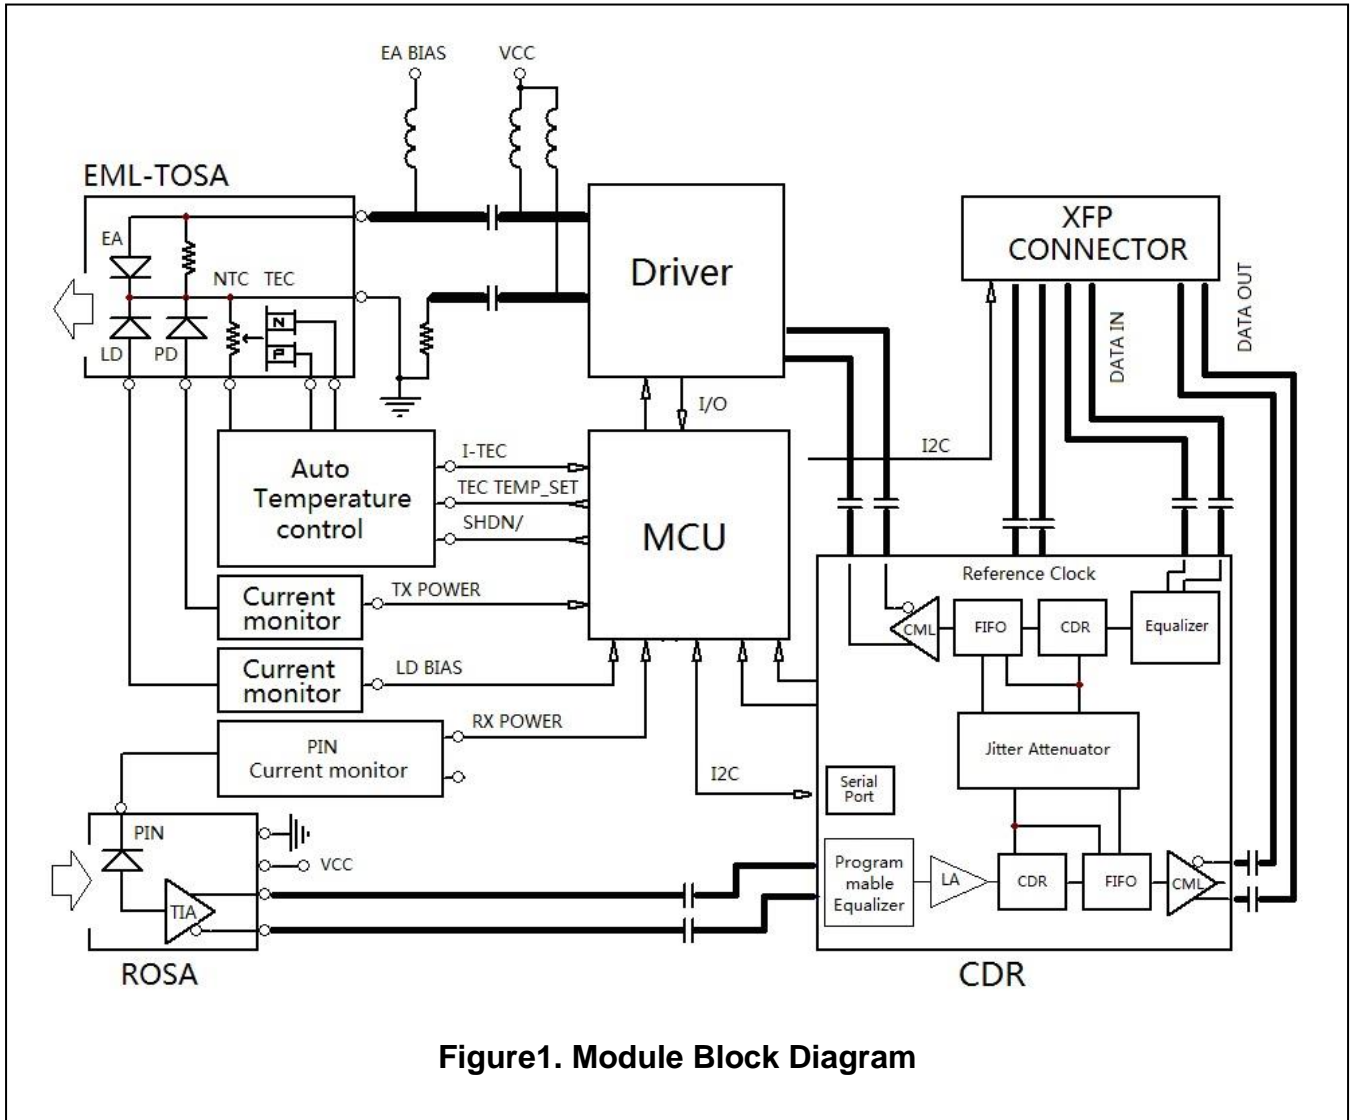 EA BIAS
VCC
EML-TOSA
EA
NTC TEC
N
P
LD
PD
Driver
XFP
CONNECTOR
DATA IN
DATA OUT
I/O
I2C
Auto
Temperature
control
I-TEC
TEC TEMP_SET
SHDN/
MCU
Current
monitor
TX POWER
Current
monitor
LD BIAS
PIN
Current monitor
RX POWER
I2C
Reference Clock
CML
FIFO
CDR
Equalizer
Jitter Attenuator
Serial
Port
Program
mable
Equalizer
LA
CDR
FIFO
CML
PIN
VCC
TIA
ROSA
CDR
Figure1. Module Block Diagram